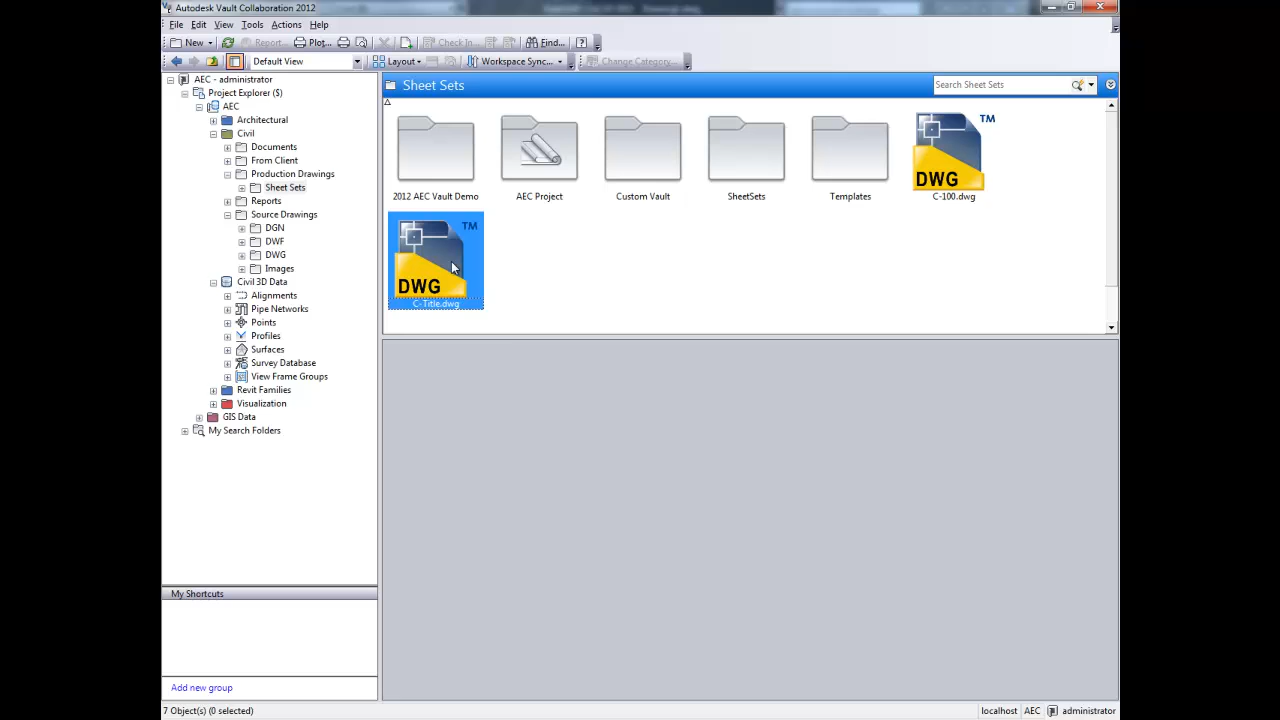 Autodesk Vault Collaboration 2012
File Edit View Tools Actions Help
New Report... Plot... Check In... Find...
Default View Layout Workspace Sync... Change Category...
AEC - administrator
Project Explorer ($)
AEC
Architectural
Civil
Documents
From Client
Production Drawings
Sheet Sets
Reports
Source Drawings
DGN
DWF
DWG
Images
Civil 3D Data
Alignments
Pipe Networks
Points
Profiles
Surfaces
Survey Database
View Frame Groups
Revit Families
Visualization
GIS Data
My Search Folders
My Shortcuts
Add new group
Sheet Sets
Search Sheet Sets
TM
DWG
2012 AEC Vault Demo AEC Project Custom Vault SheetSets Templates C-100.dwg
TM
DWG
C-Title.dwg
7 Object(s) (0 selected)
localhost AEC administrator